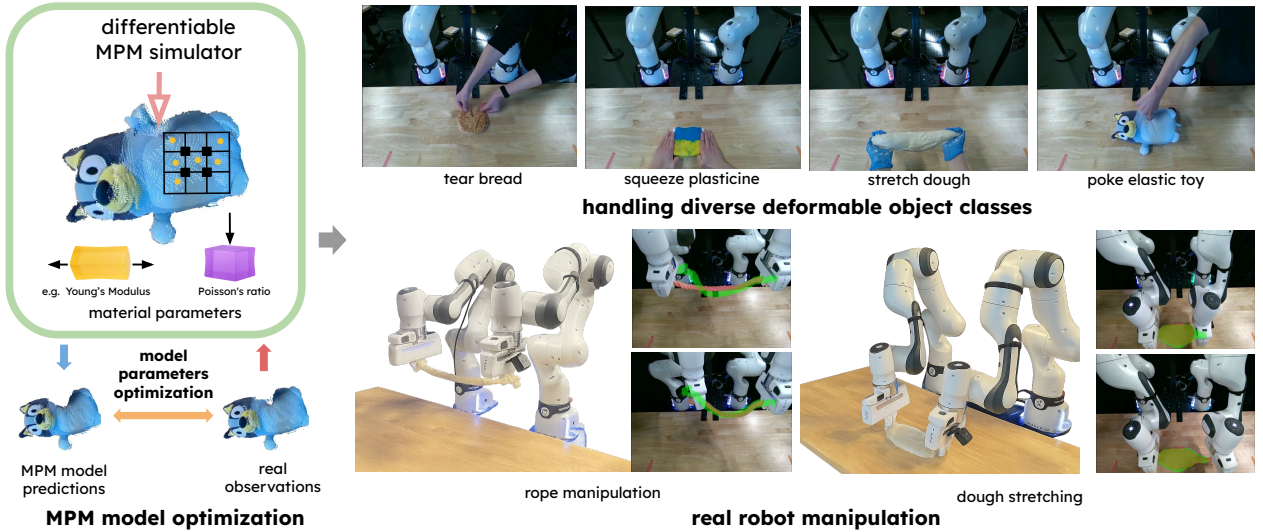 differentiable
MPM simulator
e.g. Young's Modulus
Poisson's ratio
material parameters
model
parameters
optimization
MPM model
predictions
real
observations
MPM model optimization
tear bread
squeeze plasticine
stretch dough
poke elastic toy
handling diverse deformable object classes
rope manipulation
dough stretching
real robot manipulation